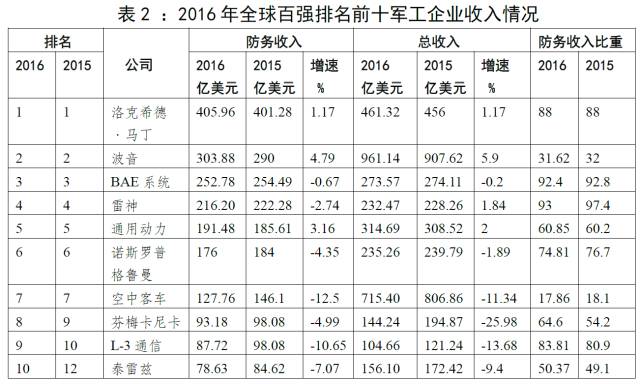 表2：2016年全球百强排名前十军工企业收入情况
排名 公司 防务收入 总收入 防务收入比重
2016 2015 2016 亿美元 2015 亿美元 增速 % 2016 亿美元 2015 亿美元 增速 % 2016 2015
1 1 洛克希德·马丁 405.96 401.28 1.17 461.32 456 1.17 88 88
2 2 波音 303.88 290 4.79 961.14 907.62 5.9 31.62 32
3 3 BAE 系统 252.78 254.49 -0.67 273.57 274.11 -0.2 92.4 92.8
4 4 雷神 216.20 222.28 -2.74 232.47 228.26 1.84 93 97.4
5 5 通用动力 191.48 185.61 3.16 314.69 308.52 2 60.85 60.2
6 6 诺斯罗普格鲁曼 176 184 -4.35 235.26 239.79 -1.89 74.81 76.7
7 7 空中客车 127.76 146.1 -12.5 715.40 806.86 -11.34 17.86 18.1
8 9 芬梅卡尼卡 93.18 98.08 -4.99 144.24 194.87 -25.98 64.6 54.2
9 10 L-3 通信 87.72 98.08 -10.65 104.66 121.24 -13.68 83.81 80.9
10 12 泰雷兹 78.63 84.62 -7.07 156.10 172.42 -9.4 50.37 49.1